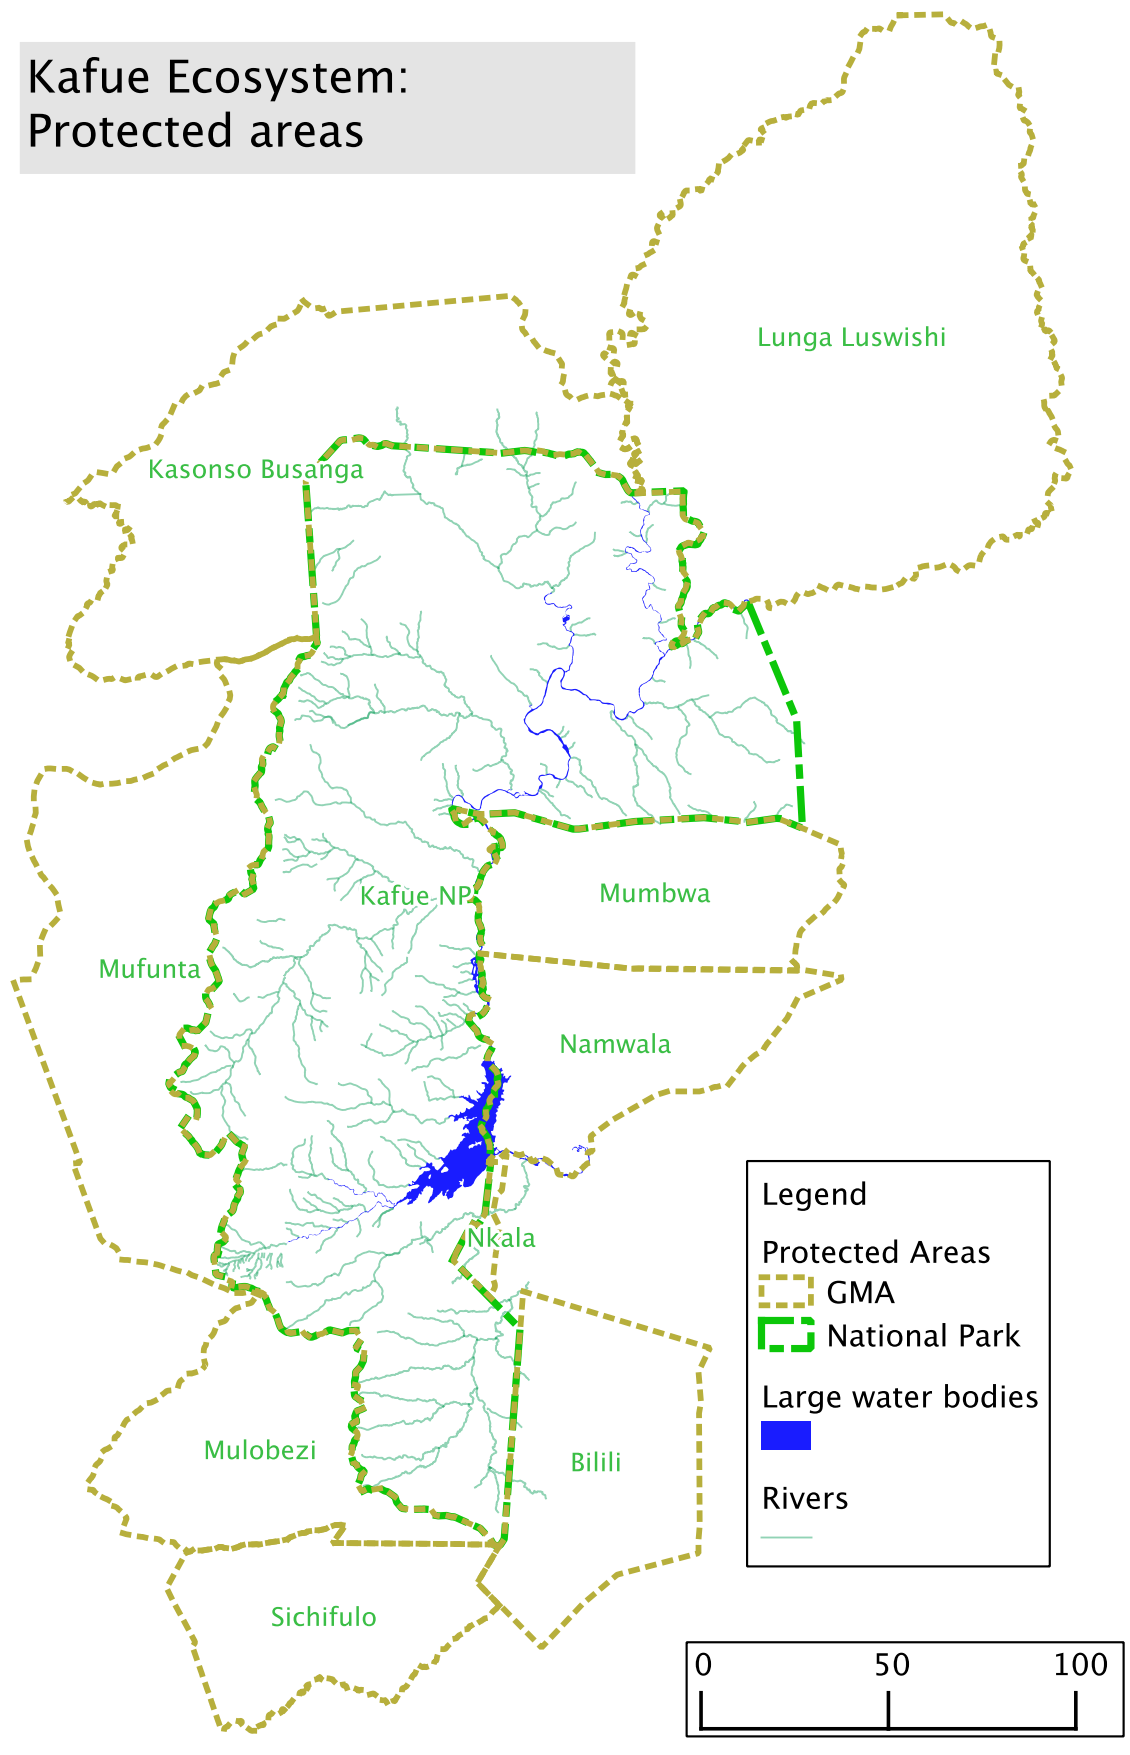 Kafue Ecosystem:
Protected areas
Lunga Luswishi
Kasonso Busanga
Kafue NP
Mumbwa
Mufunta
Namwala
Nkala
Mulobezi
Bilili
Sichifulo
Legend
Protected Areas
GMA
National Park
Large water bodies
Rivers
0 50 100